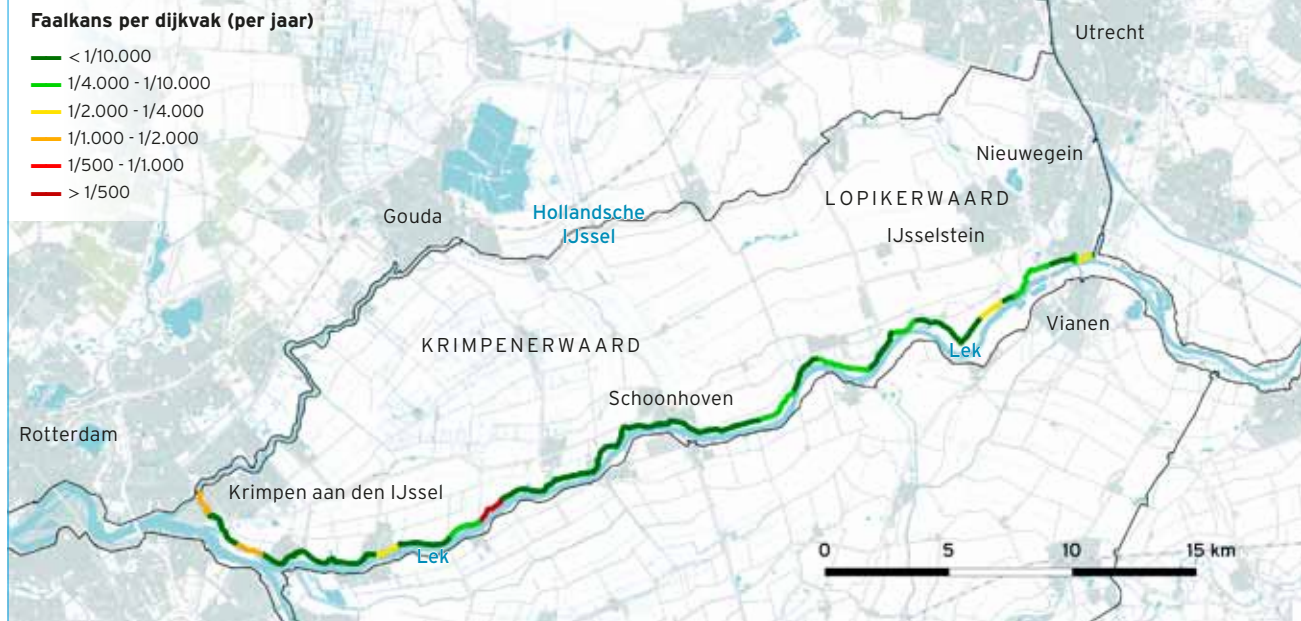 Faalkans per dijkvak (per jaar)
< 1/10.000
1/4.000 - 1/10.000
1/2.000 - 1/4.000
1/1.000 - 1/2.000
1/500 - 1/1.000
> 1/500
Utrecht
Nieuwegein
LOPIKERWAARD
Gouda
Hollandsche
IJssel
IJsselstein
Vianen
KRIMPENERWAARD
Lek
Schoonhoven
Rotterdam
Krimpen aan den IJssel
Lek
0 5 10 15 km